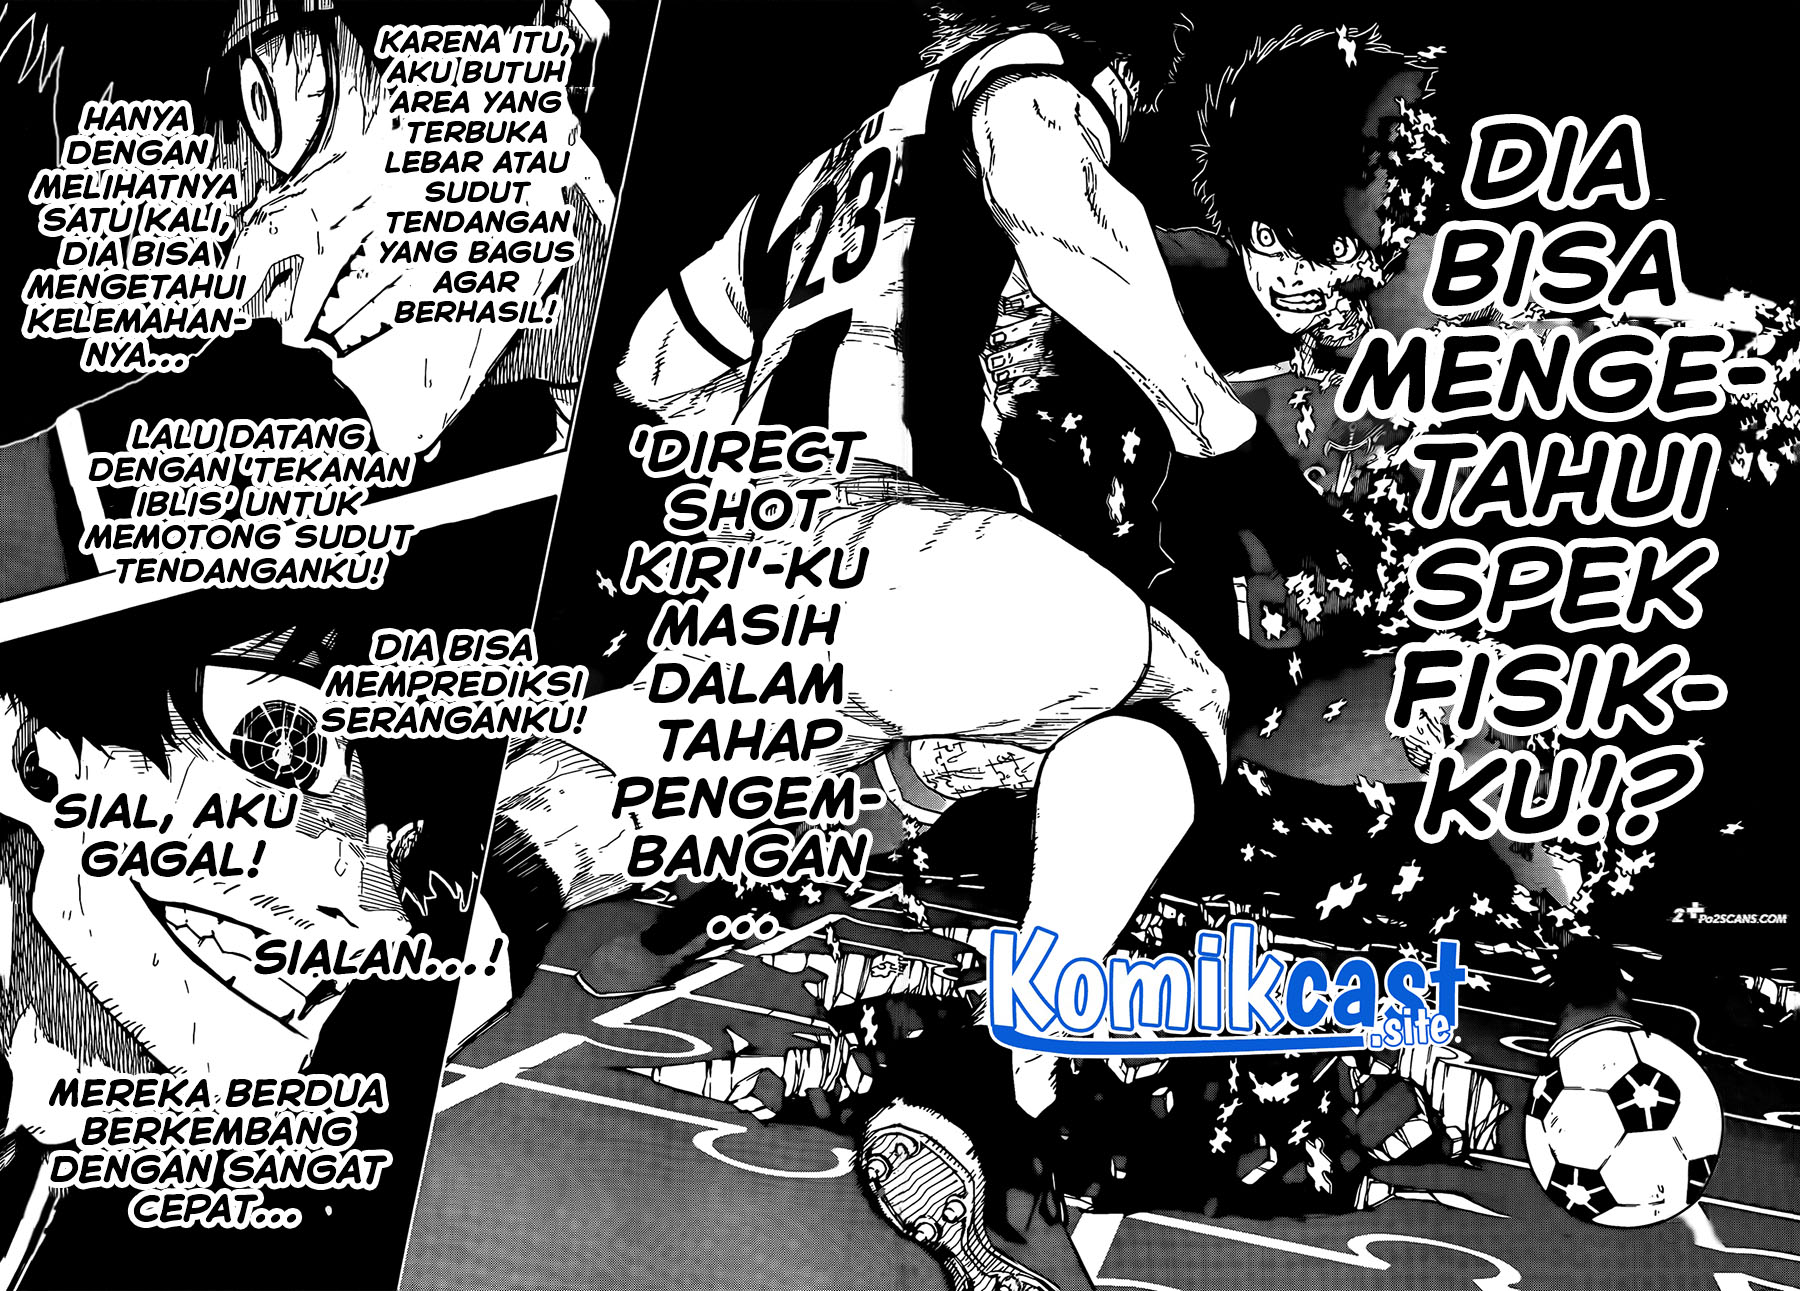 DIA
BISA
MENGE-
TAHUI
SPEK
FISIK-
KU!?
'DIRECT
SHOT
KIRI'-KU
MASIH
DALAM
TAHAP
PENGEM-
BANGAN
...
KARENA ITU,
AKU BUTUH
AREA YANG
TERBUKA
LEBAR ATAU
SUDUT
TENDANGAN
YANG BAGUS
AGAR
BERHASIL!
HANYA
DENGAN
MELIHATNYA
SATU KALI,
DIA BISA
MENGETAHUI
KELEMAHAN-
NYA...
LALU DATANG
DENGAN 'TEKANAN
IBLIS' UNTUK
MEMOTONG SUDUT
TENDANGANKU!
DIA BISA
MEMPREDIKSI
SERANGANKU!
SIAL, AKU
GAGAL!
SIALAN...!
MEREKA BERDUA
BERKEMBANG
DENGAN SANGAT
CEPAT...
23
2+ Po2SCANS.COM
Komikcast
.site